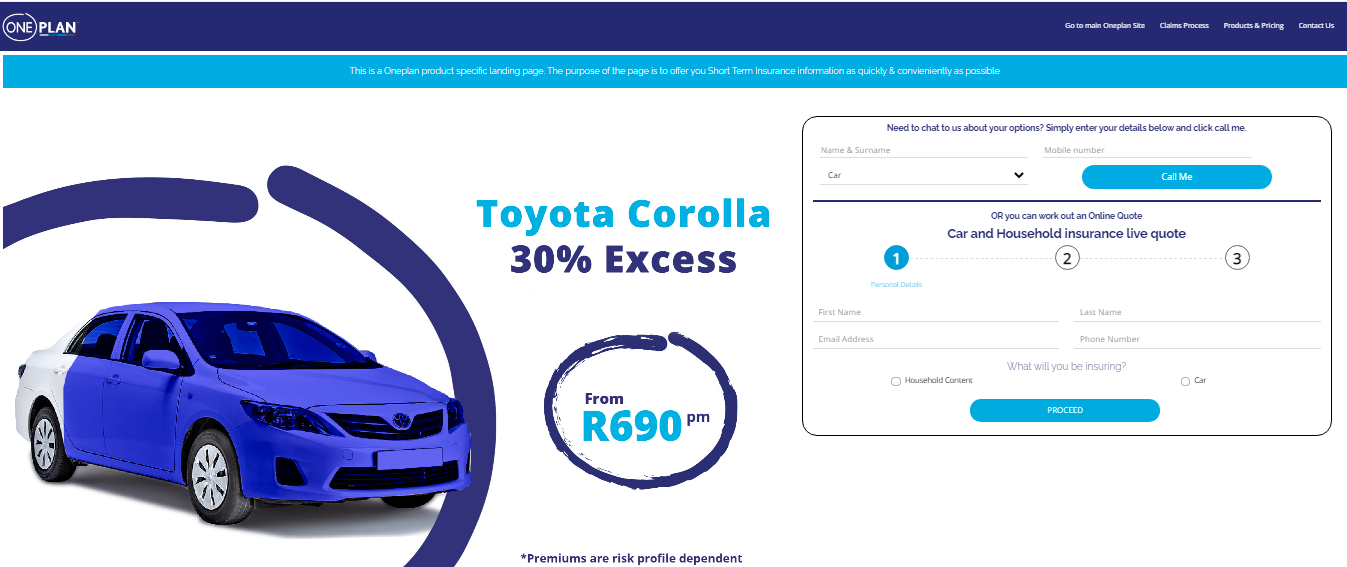 ONE PLAN
Go to main Oneplan Site
Claims Process
Products & Pricing
Contact Us
This is a Oneplan product specific landing page. The purpose of the page is to offer you Short Term Insurance information as quickly & convieniently as possible
Toyota Corolla
30% Excess
From
R690 pm
*Premiums are risk profile dependent
Need to chat to us about your options? Simply enter your details below and click call me.
Name & Surname
Mobile number
Car
Call Me
OR you can work out an Online Quote
Car and Household insurance live quote
1
2
3
Personal Details
First Name
Last Name
Email Address
Phone Number
What will you be insuring?
Household Content
Car
PROCEED